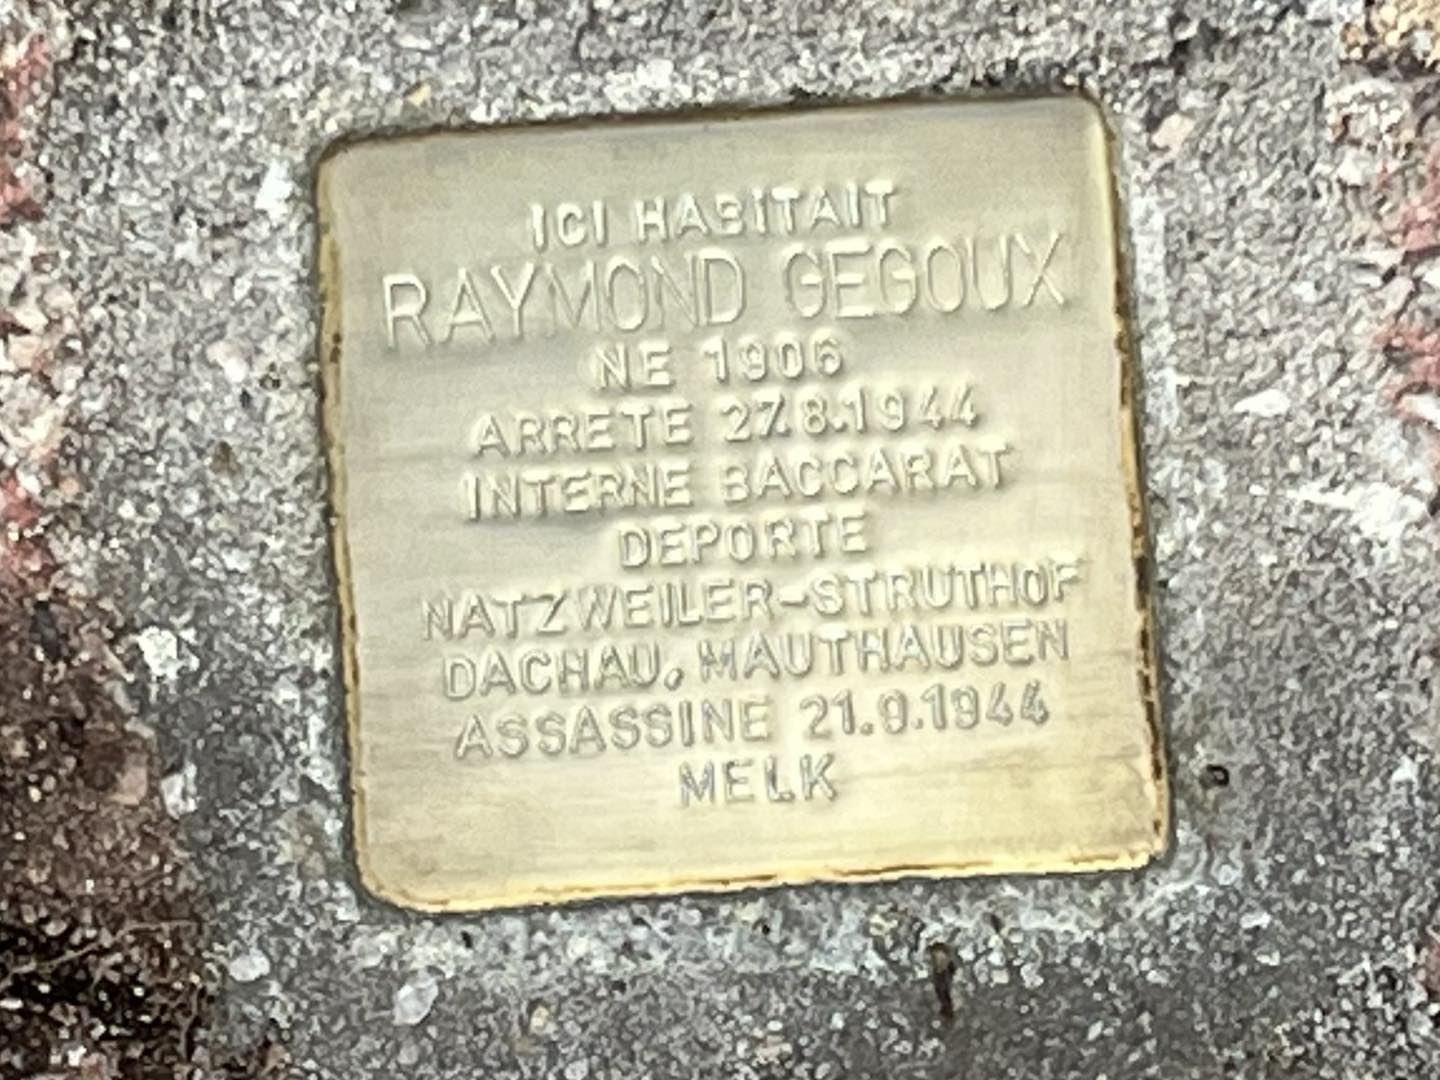 ICI HABITAIT
RAYMOND GEGOUX
NE 1906
ARRETE 27.8.1944
INTERNE BACCARAT
DEPORTE
NATZWEILER-STRUTHOF
DACHAU, MAUTHAUSEN
ASSASSINE 21.9.1944
MELK